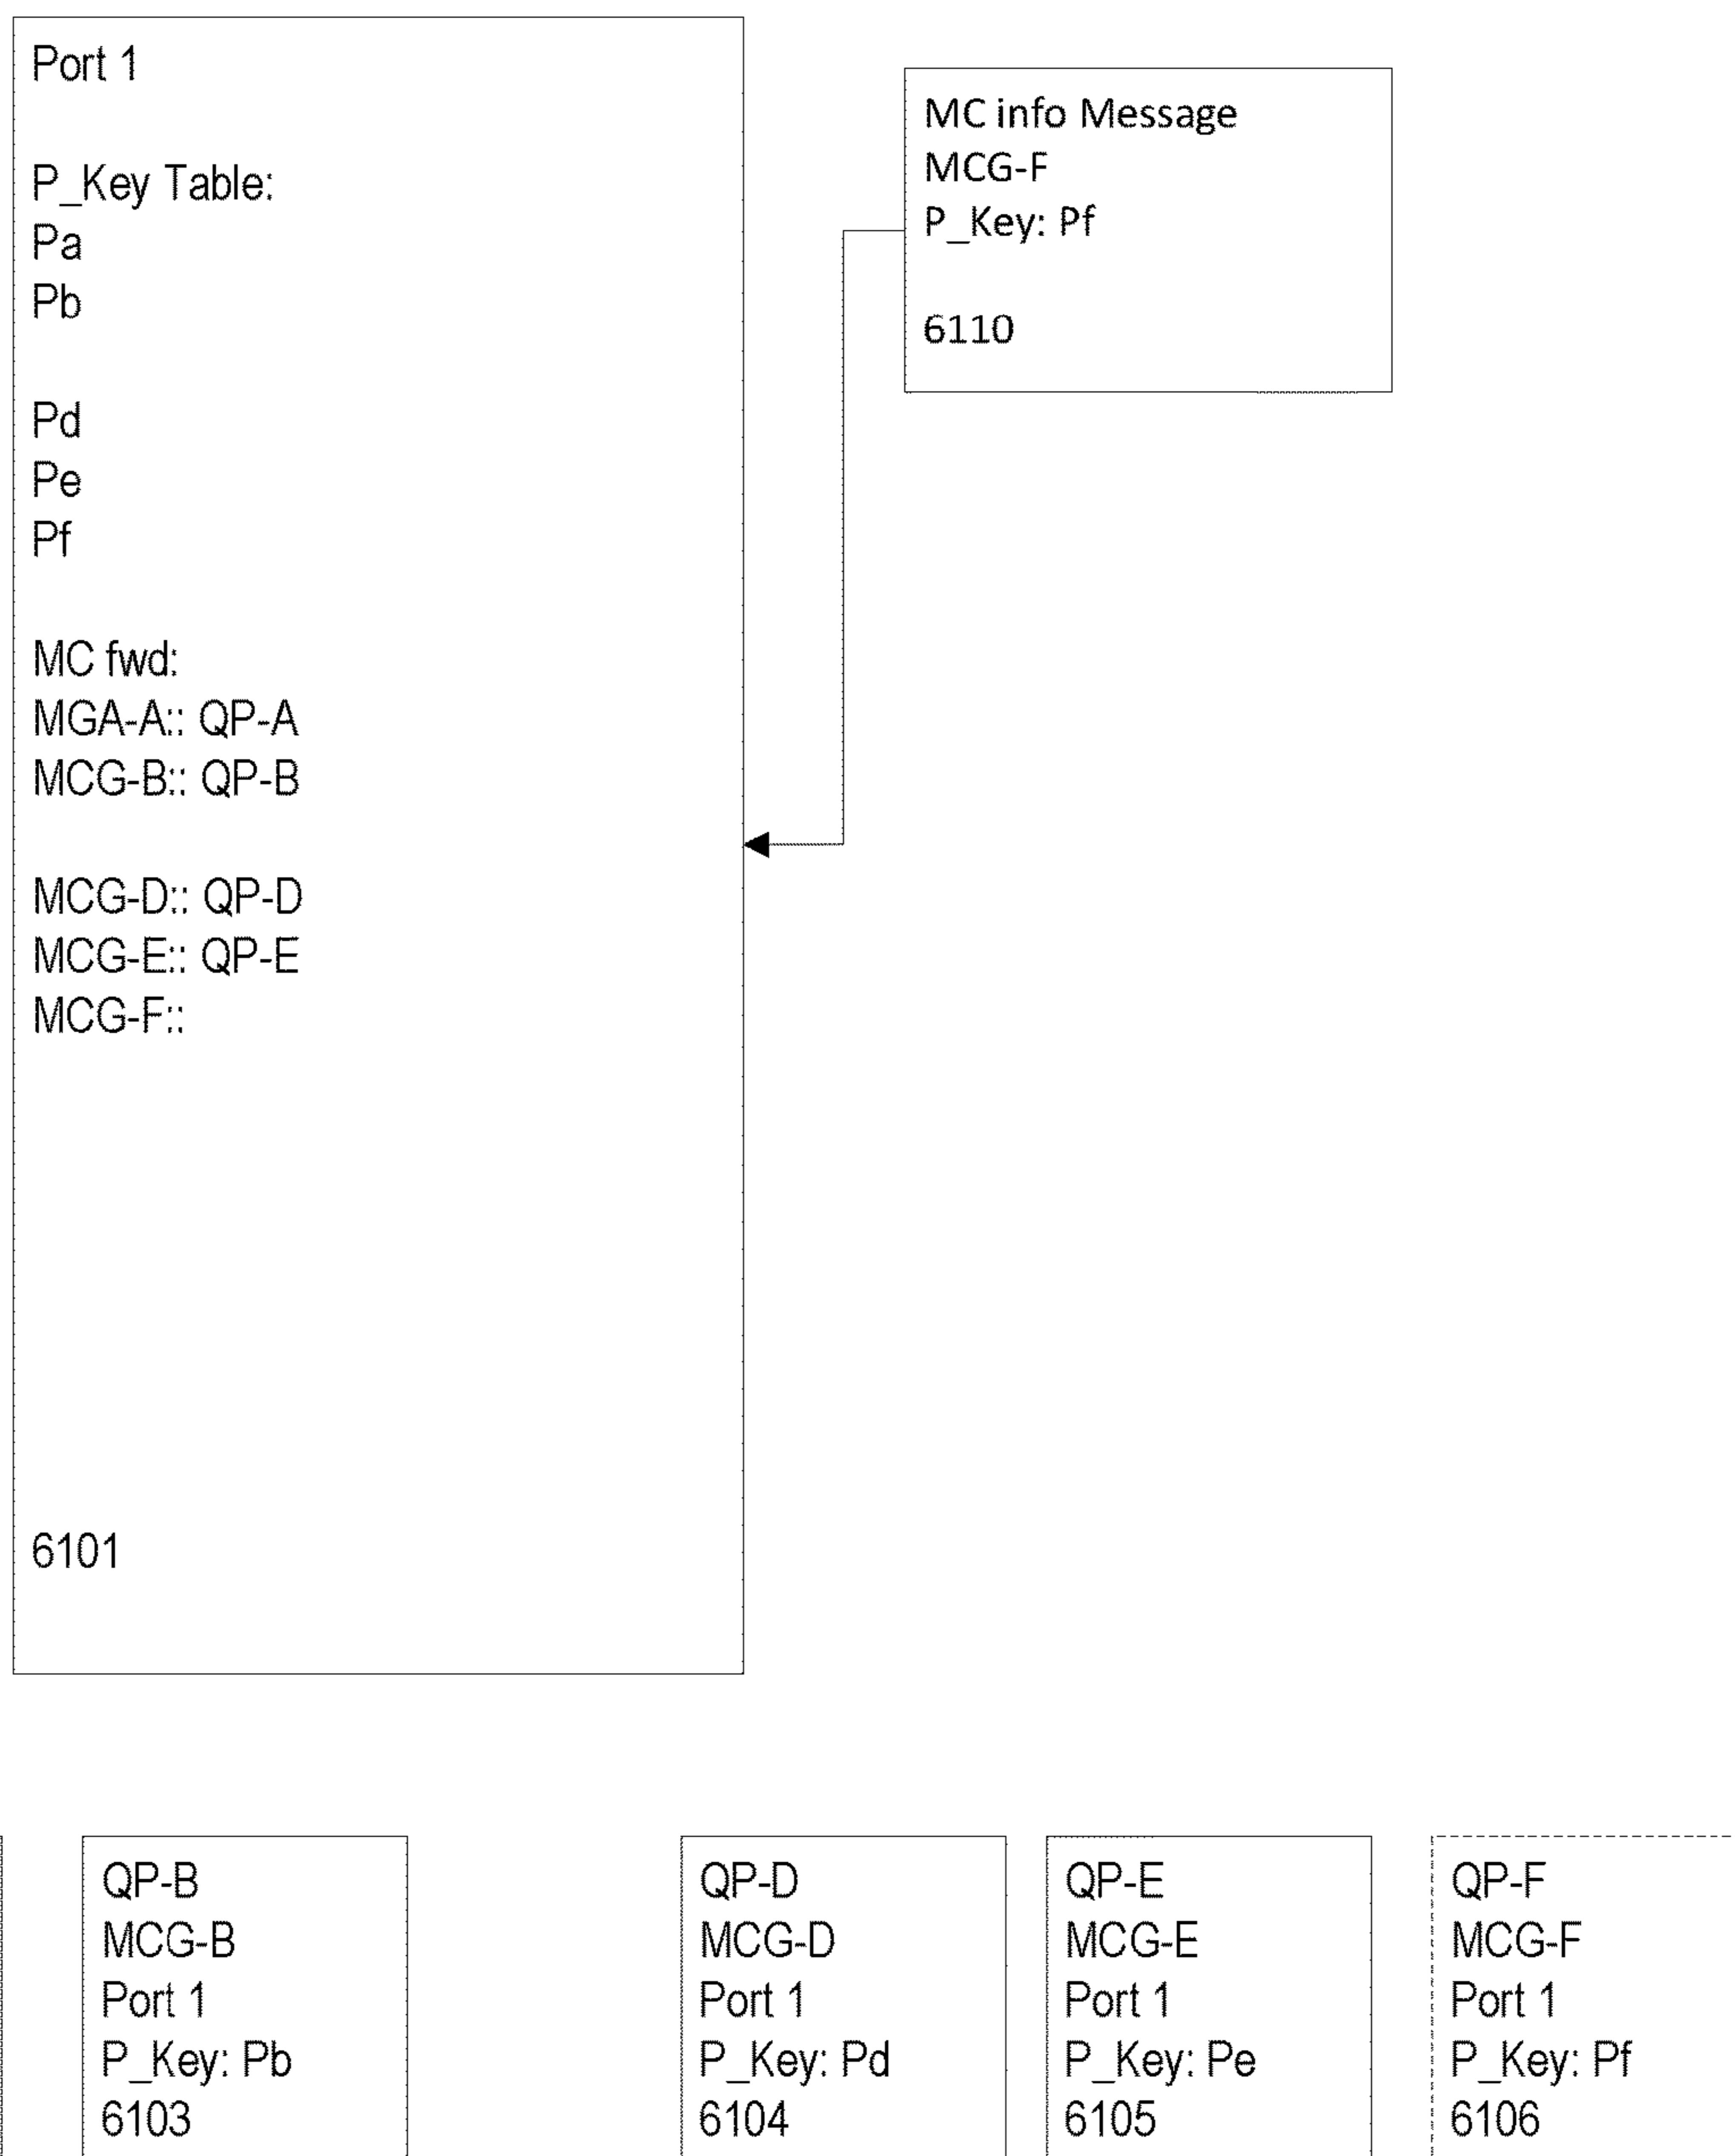 Port 1
P_Key Table:
Pa
Pb
Pd
Pe
Pf
MC fwd:
MGA-A:: QP-A
MCG-B:: QP-B
MCG-D:: QP-D
MCG-E:: QP-E
MCG-F::
6101
MC info Message
MCG-F
P_Key: Pf
6110
QP-B
MCG-B
Port 1
P_Key: Pb
6103
QP-D
MCG-D
Port 1
P_Key: Pd
6104
QP-E
MCG-E
Port 1
P_Key: Pe
6105
QP-F
MCG-F
Port 1
P_Key: Pf
6106